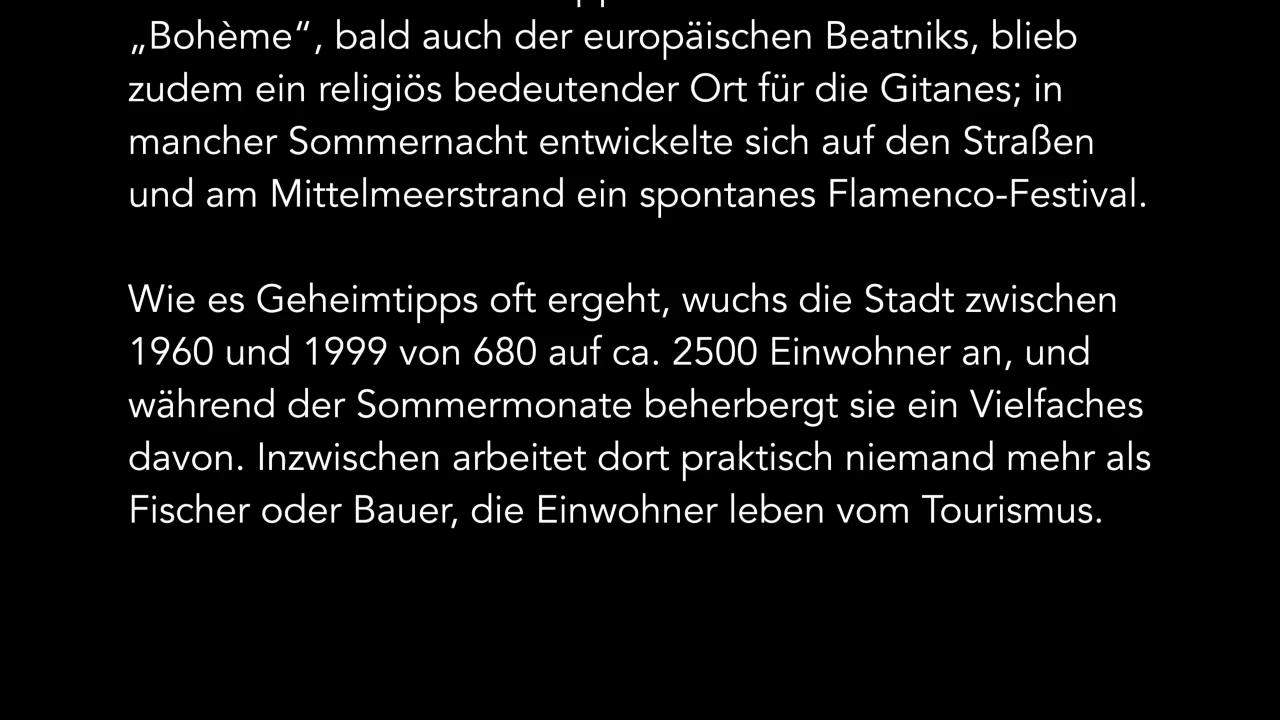 „Bohème“, bald auch der europäischen Beatniks, blieb
zudem ein religiös bedeutender Ort für die Gitanes; in
mancher Sommernacht entwickelte sich auf den Straßen
und am Mittelmeerstrand ein spontanes Flamenco-Festival.
Wie es Geheimtipps oft ergeht, wuchs die Stadt zwischen
1960 und 1999 von 680 auf ca. 2500 Einwohner an, und
während der Sommermonate beherbergt sie ein Vielfaches
davon. Inzwischen arbeitet dort praktisch niemand mehr als
Fischer oder Bauer, die Einwohner leben vom Tourismus.